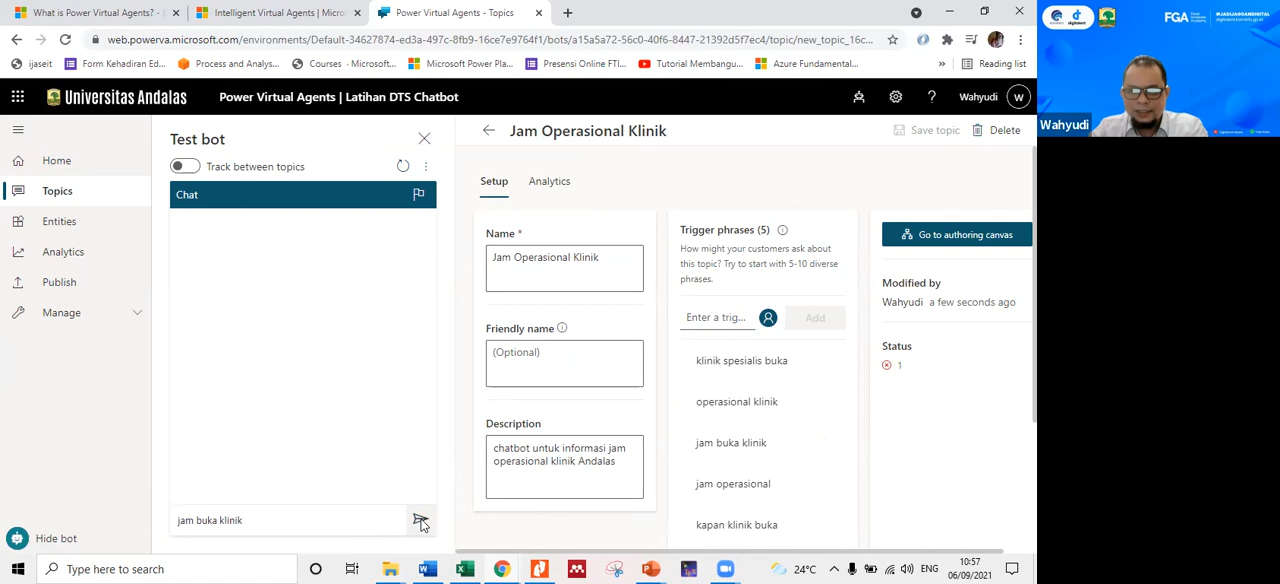 What is Power Virtual Agents? -
Intelligent Virtual Agents | Micro
Power Virtual Agents - Topics
web.powerva.microsoft.com/environments/Default-34627874-ed3a-497c-8fb9-16ce7e9764f1/bots/a15a5a72-56c0-40f6-8447-21392d5f7ec4/topic/new_topic_16c...
ijaseit
Form Kehadiran Ed...
Process and Analys...
Courses - Microsoft...
Microsoft Power Pla...
Presensi Onlline FTI...
Tutorial Membangu...
Azure Fundamental...
»
Reading list
Universitas Andalas
Power Virtual Agents | Latihan DTS Chatbot
Wahyudi
W
Home
Topics
Entities
Analytics
Publish
Manage
Hide bot
Test bot
Track between topics
Chat
jam buka klinik
Jam Operasional Klinik
Save topic
Delete
Setup
Analytics
Name *
Jam Operasional Klinik
Friendly name
(Optional)
Description
chatbot untuk informasi jam
operasional klinik Andalas
Trigger phrases (5)
How might your customers ask about
this topic? Try to start with 5-10 diverse
phrases.
Enter a trig...
Add
klinik spesialis buka
operasional klinik
jam buka klinik
jam operasional
kapan klinik buka
Go to authoring canvas
Modified by
Wahyudi a few seconds ago
Status
1
Type here to search
24°C
ENG
10:57
06/09/2021
digitalent
FGA
#JADIJAGOANDIGITAL
Wahyudi